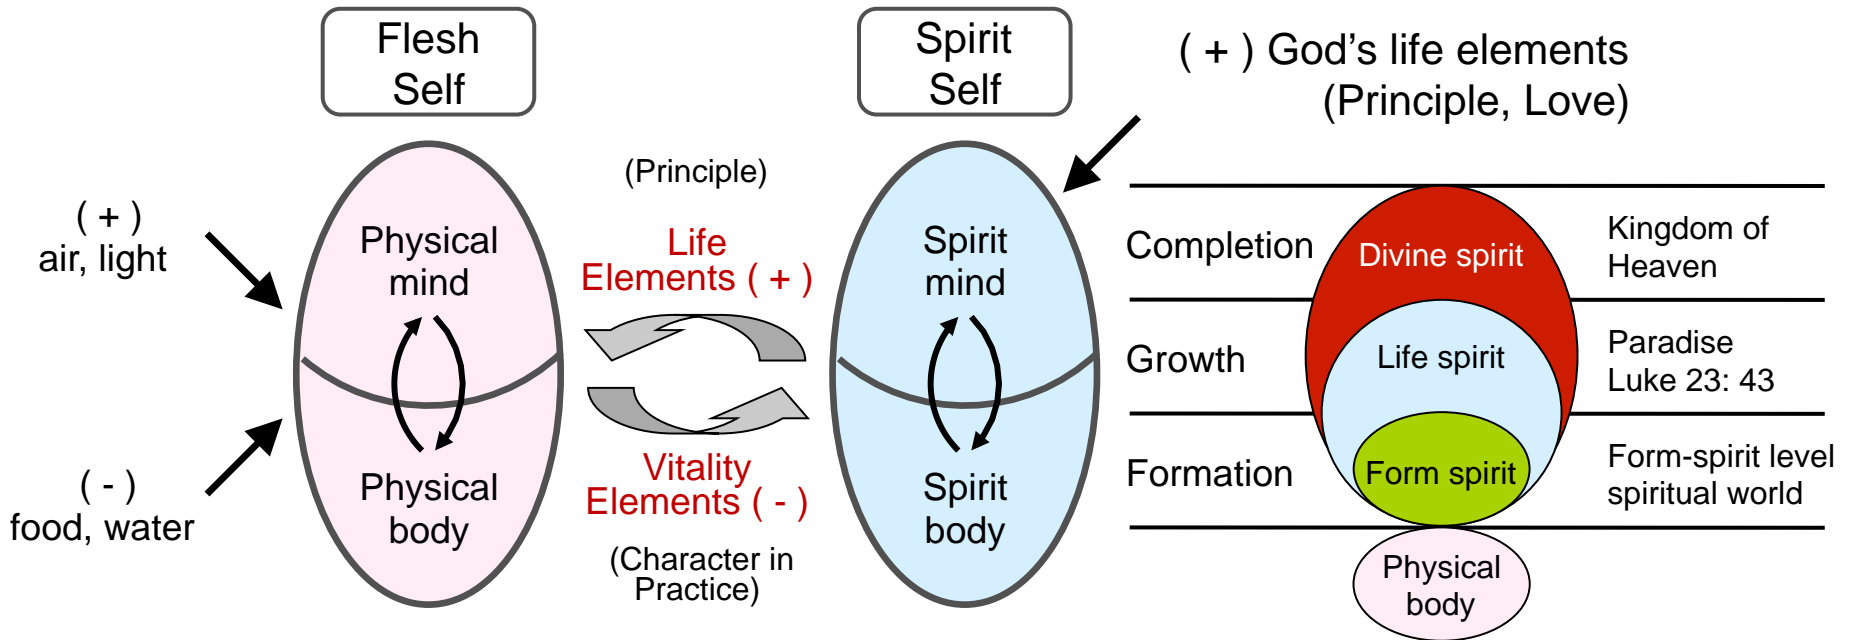 Flesh
Self
Spirit
Self
( + ) God’s life elements
(Principle, Love)
( + )
air, light
( - )
food, water
Physical
mind
Physical
body
(Principle)
Life
Elements ( + )
Vitality
Elements ( - )
(Character in
Practice)
Spirit
mind
Spirit
body
Completion
Divine spirit
Kingdom of
Heaven
Growth
Life spirit
Paradise
Luke 23: 43
Formation
Form spirit
Form-spirit level
spiritual world
Physical
body